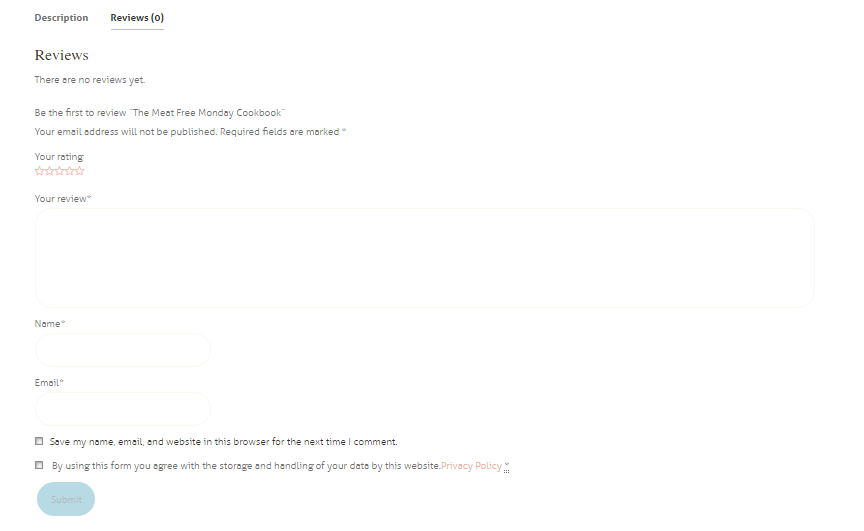 Description Reviews (0)
Reviews
There are no reviews yet.
Be the first to review “The Meat Free Monday Cookbook”
Your email address will not be published. Required fields are marked *
Your rating
Your review*
Name*
Email*
Save my name, email, and website in this browser for the next time I comment.
By using this form you agree with the storage and handling of your data by this website.Privacy Policy *
Submit